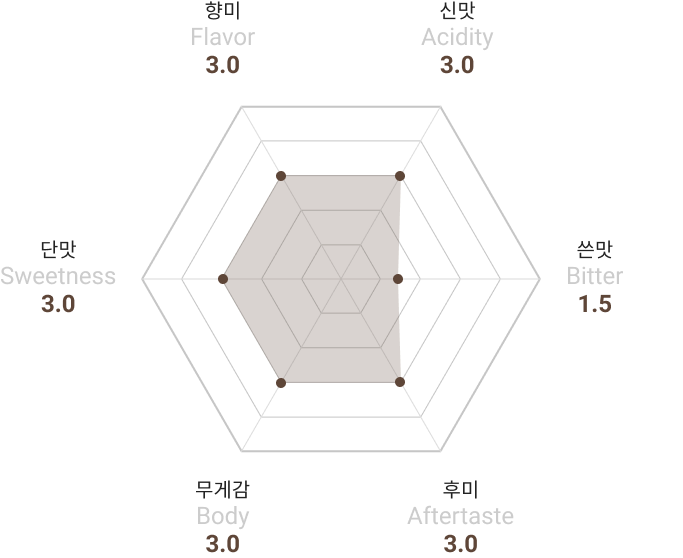 향미
Flavor
3.0
신맛
Acidity
3.0
단맛
Sweetness
3.0
쓴맛
Bitter
1.5
무게감
Body
3.0
후미
Aftertaste
3.0